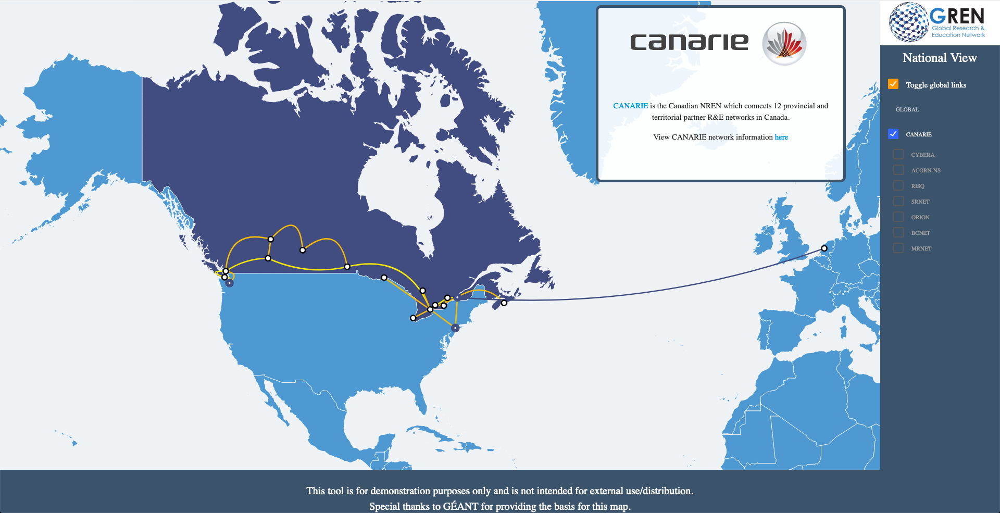 canarie
CANARIE is the Canadian NREN which connects 12 provincial and
territorial partner R&E networks in Canada.
View CANARIE network information here
GREN
Global Research &
Education Network
National View
Toggle global links
GLOBAL
CANARIE
CYBERA
ACORN-NS
RISQ
SRNET
ORION
BCNET
MRNET
This tool is for demonstration purposes only and is not intended for external use/distribution.
Special thanks to GÉANT for providing the basis for this map.